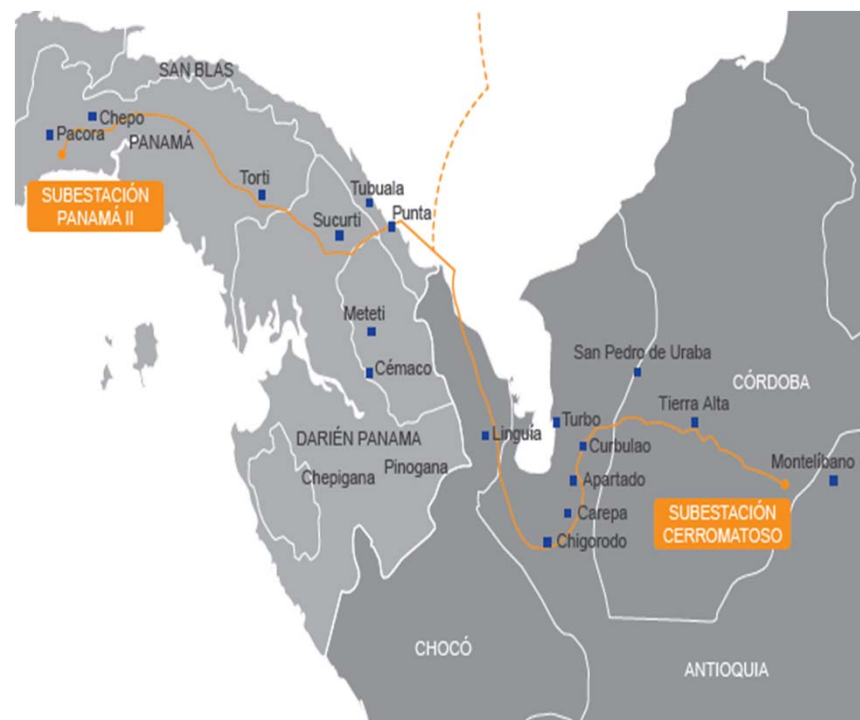 SAN BLAS
Chepo
Pacora
PANAMÁ
SUBESTACIÓN
PANAMÁ II
Torti
Tubuala
Punta
Sucurti
Meteti
Cémaco
San Pedro de Uraba
CÓRDOBA
Tierra Alta
Turbo
Linguía
Curbulao
DARIÉN PANAMA
Pinogana
Chepigana
Apartado
Montelíbano
Carepa
SUBESTACIÓN
CERROMATOSO
Chigorodo
CHOCÓ
ANTIOQUIA